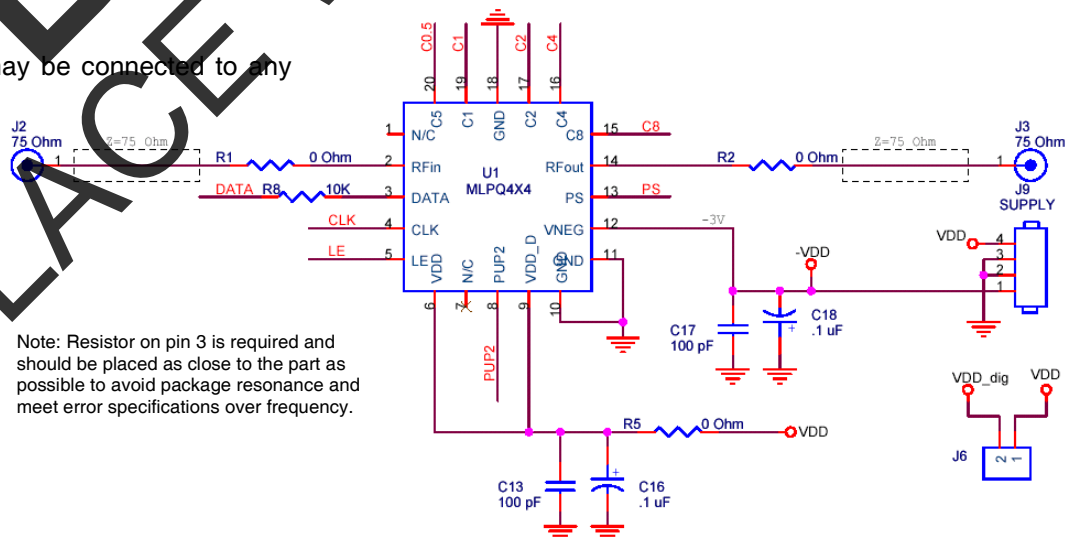 C0.5
C1
C2
C4
may be connected to any
20
19
18
17
16
C5
C1
GND
C2
C4
J2
75 Ohm
1
Z=75 Ohm
R1
0 Ohm
DATA
R8
10K
CLK
LE
1
N/C
2
RFin
3
DATA
4
CLK
5
LE
U1
MLPQ4X4
C8
15
C8
RFout
14
PS
13
PS
VNEG
12
-3V
GND
11
VDD
N/C
PUP2
VDD_D
GND
6
7
8
9
10
PUP2
R2
0 Ohm
Z=75 Ohm
1
J3
75 Ohm
J9
SUPPLY
VDD
4
3
2
1
-VDD
C17
100 pF
C18
.1 uF
+
Note: Resistor on pin 3 is required and
should be placed as close to the part as
possible to avoid package resonance and
meet error specifications over frequency.
R5
0 Ohm
VDD
C13
100 pF
+
C16
.1 uF
VDD_dig
VDD
J6
2
1
LACE